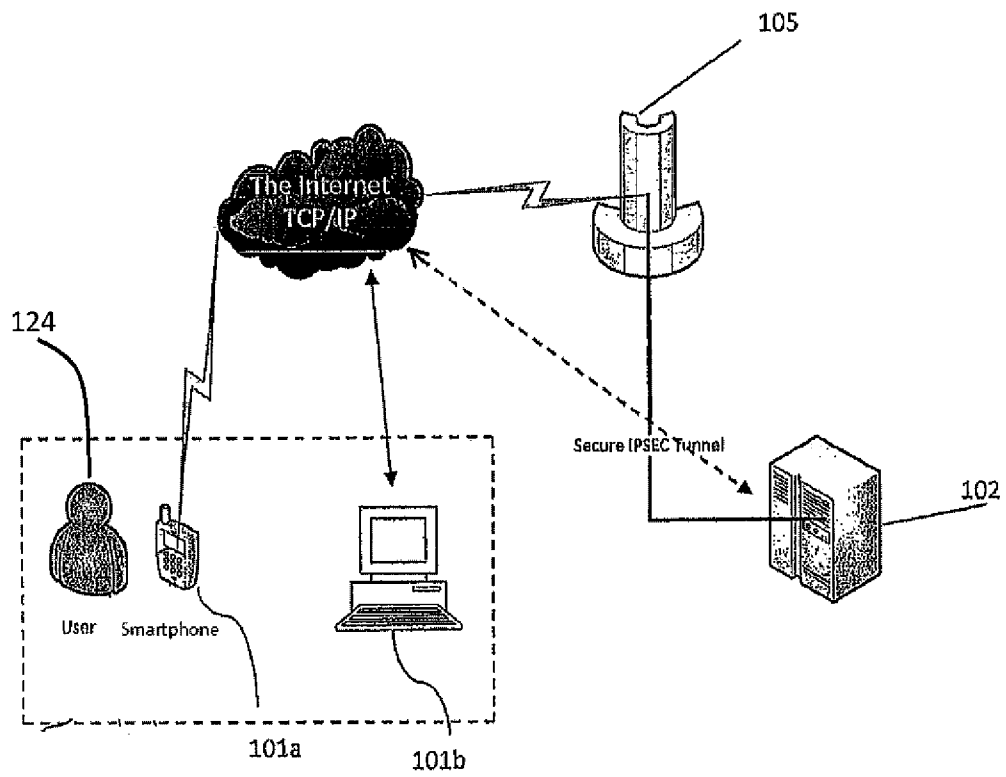 105
The Internet
TCP/IP
124
Secure IPSEC Tunnel
102
User
Smartphone
101a
101b